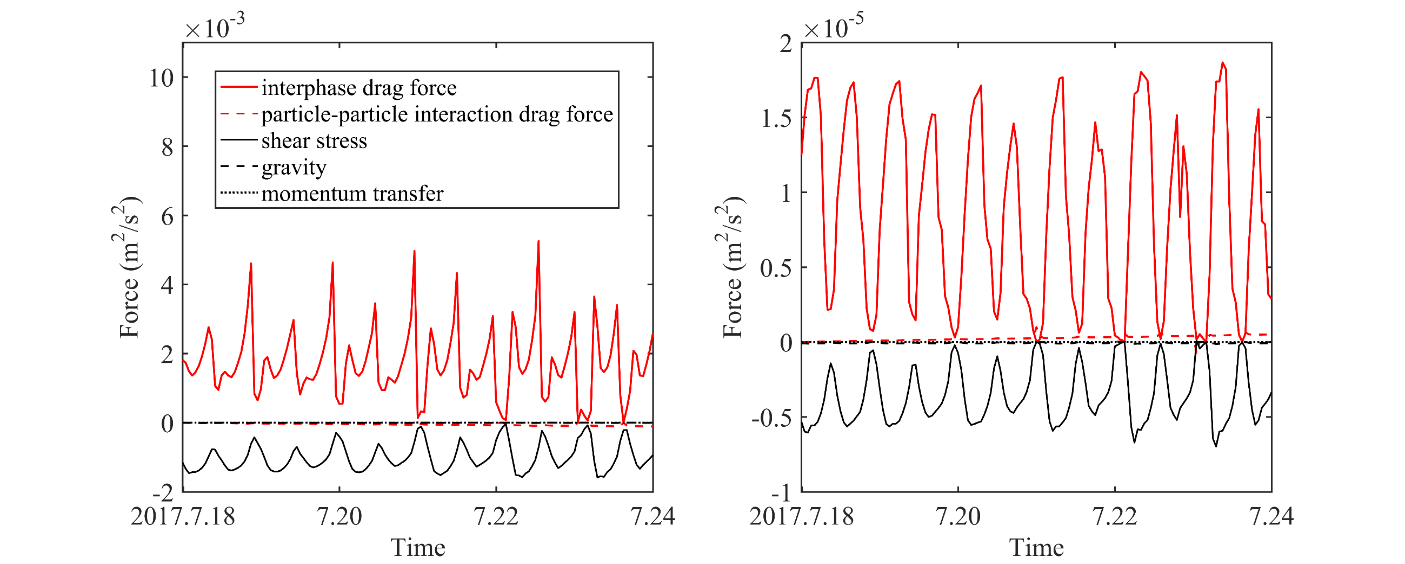 ×10⁻³
10
8
6
4
2
0
-2
Force (m²/s²)
interphase drag force
particle-particle interaction drag force
shear stress
gravity
momentum transfer
2017.7.18
7.20
7.22
7.24
Time
×10⁻⁵
2
1.5
1
0.5
0
-0.5
-1
Force (m²/s²)
2017.7.18
7.20
7.22
7.24
Time